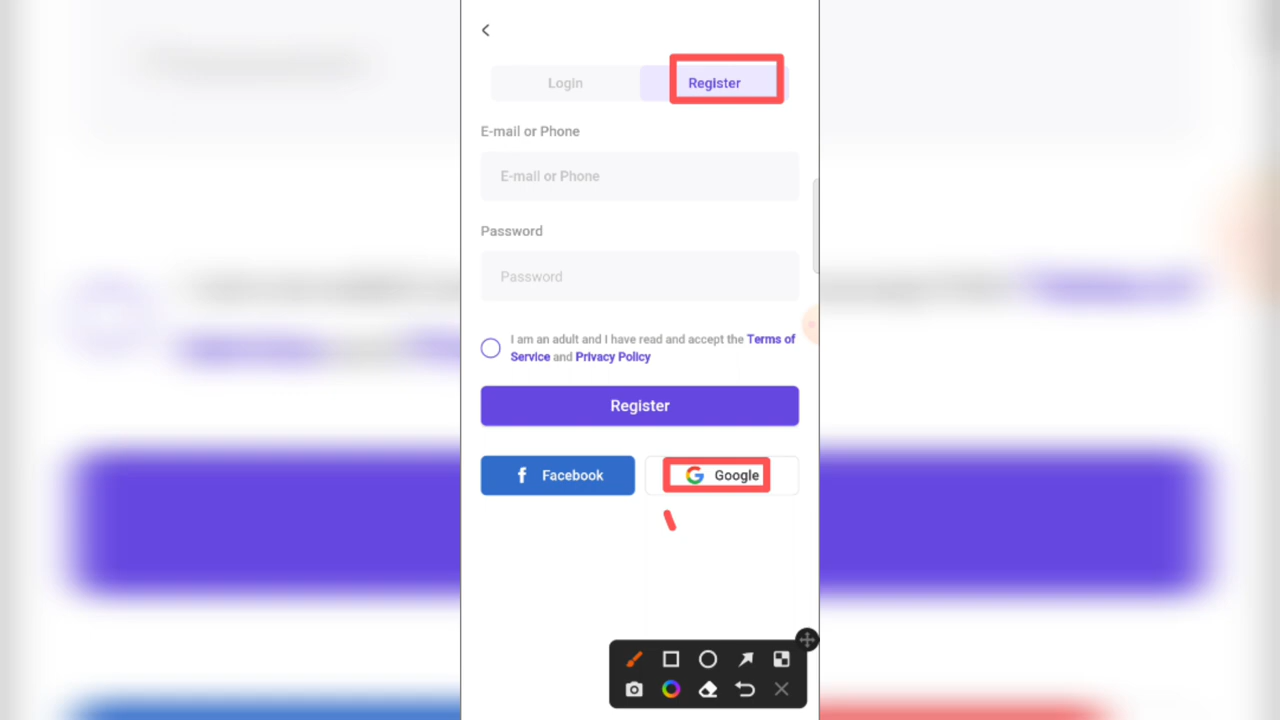 Login
Register
E-mail or Phone
E-mail or Phone
Password
Password
I am an adult and I have read and accept the Terms of
Service and Privacy Policy
Register
Facebook
Google